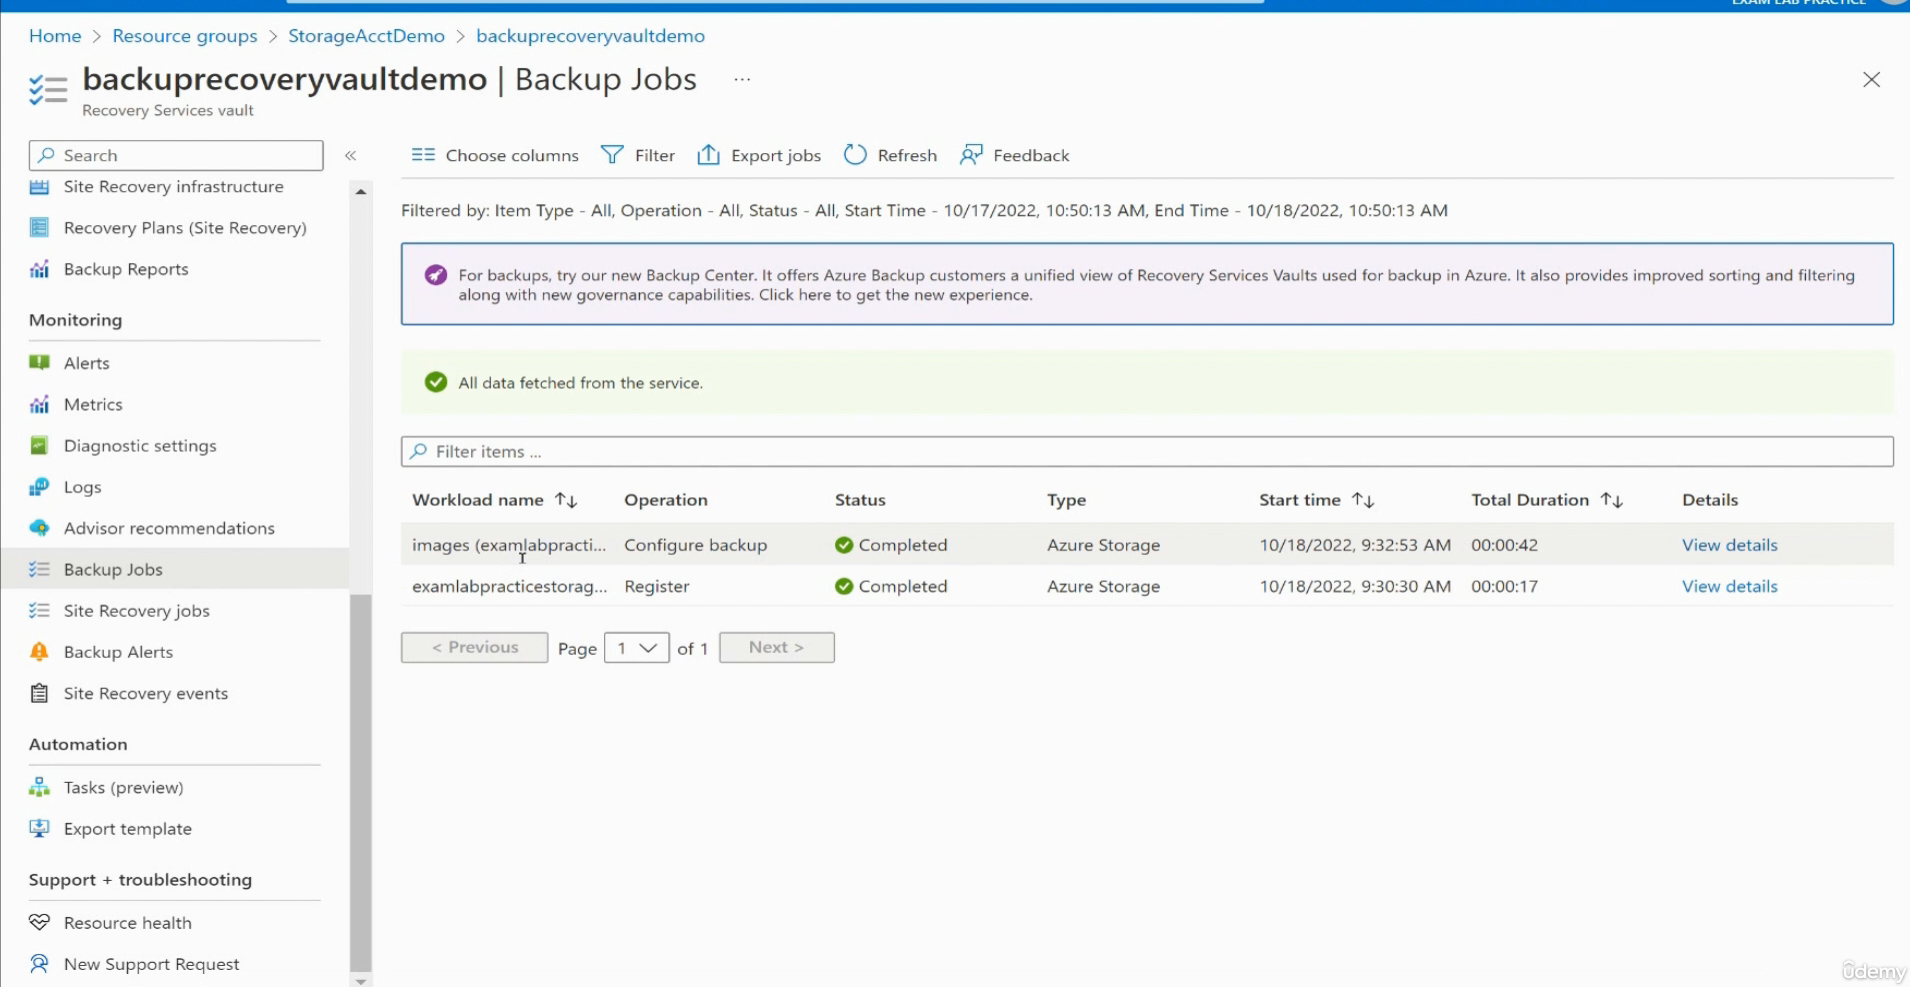 EXAM LAB PRACTICE
Home > Resource groups > StorageAcctDemo > backuprecoveryvaultdemo
backuprecoveryvaultdemo | Backup Jobs ...
Recovery Services vault
Search «
Site Recovery infrastructure
Recovery Plans (Site Recovery)
Backup Reports
Monitoring
Alerts
Metrics
Diagnostic settings
Logs
Advisor recommendations
Backup Jobs
Site Recovery jobs
Backup Alerts
Site Recovery events
Automation
Tasks (preview)
Export template
Support + troubleshooting
Resource health
New Support Request
Choose columns Filter Export jobs Refresh Feedback
Filtered by: Item Type - All, Operation - All, Status - All, Start Time - 10/17/2022, 10:50:13 AM, End Time - 10/18/2022, 10:50:13 AM
For backups, try our new Backup Center. It offers Azure Backup customers a unified view of Recovery Services Vaults used for backup in Azure. It also provides improved sorting and filtering
along with new governance capabilities. Click here to get the new experience.
All data fetched from the service.
Filter items ...
Workload name ↑↓ Operation Status Type Start time ↑↓ Total Duration ↑↓ Details
images (examlabpracti... Configure backup Completed Azure Storage 10/18/2022, 9:32:53 AM 00:00:42 View details
examlabpracticestorag... Register Completed Azure Storage 10/18/2022, 9:30:30 AM 00:00:17 View details
< Previous Page 1 of 1 Next >
ûdemy